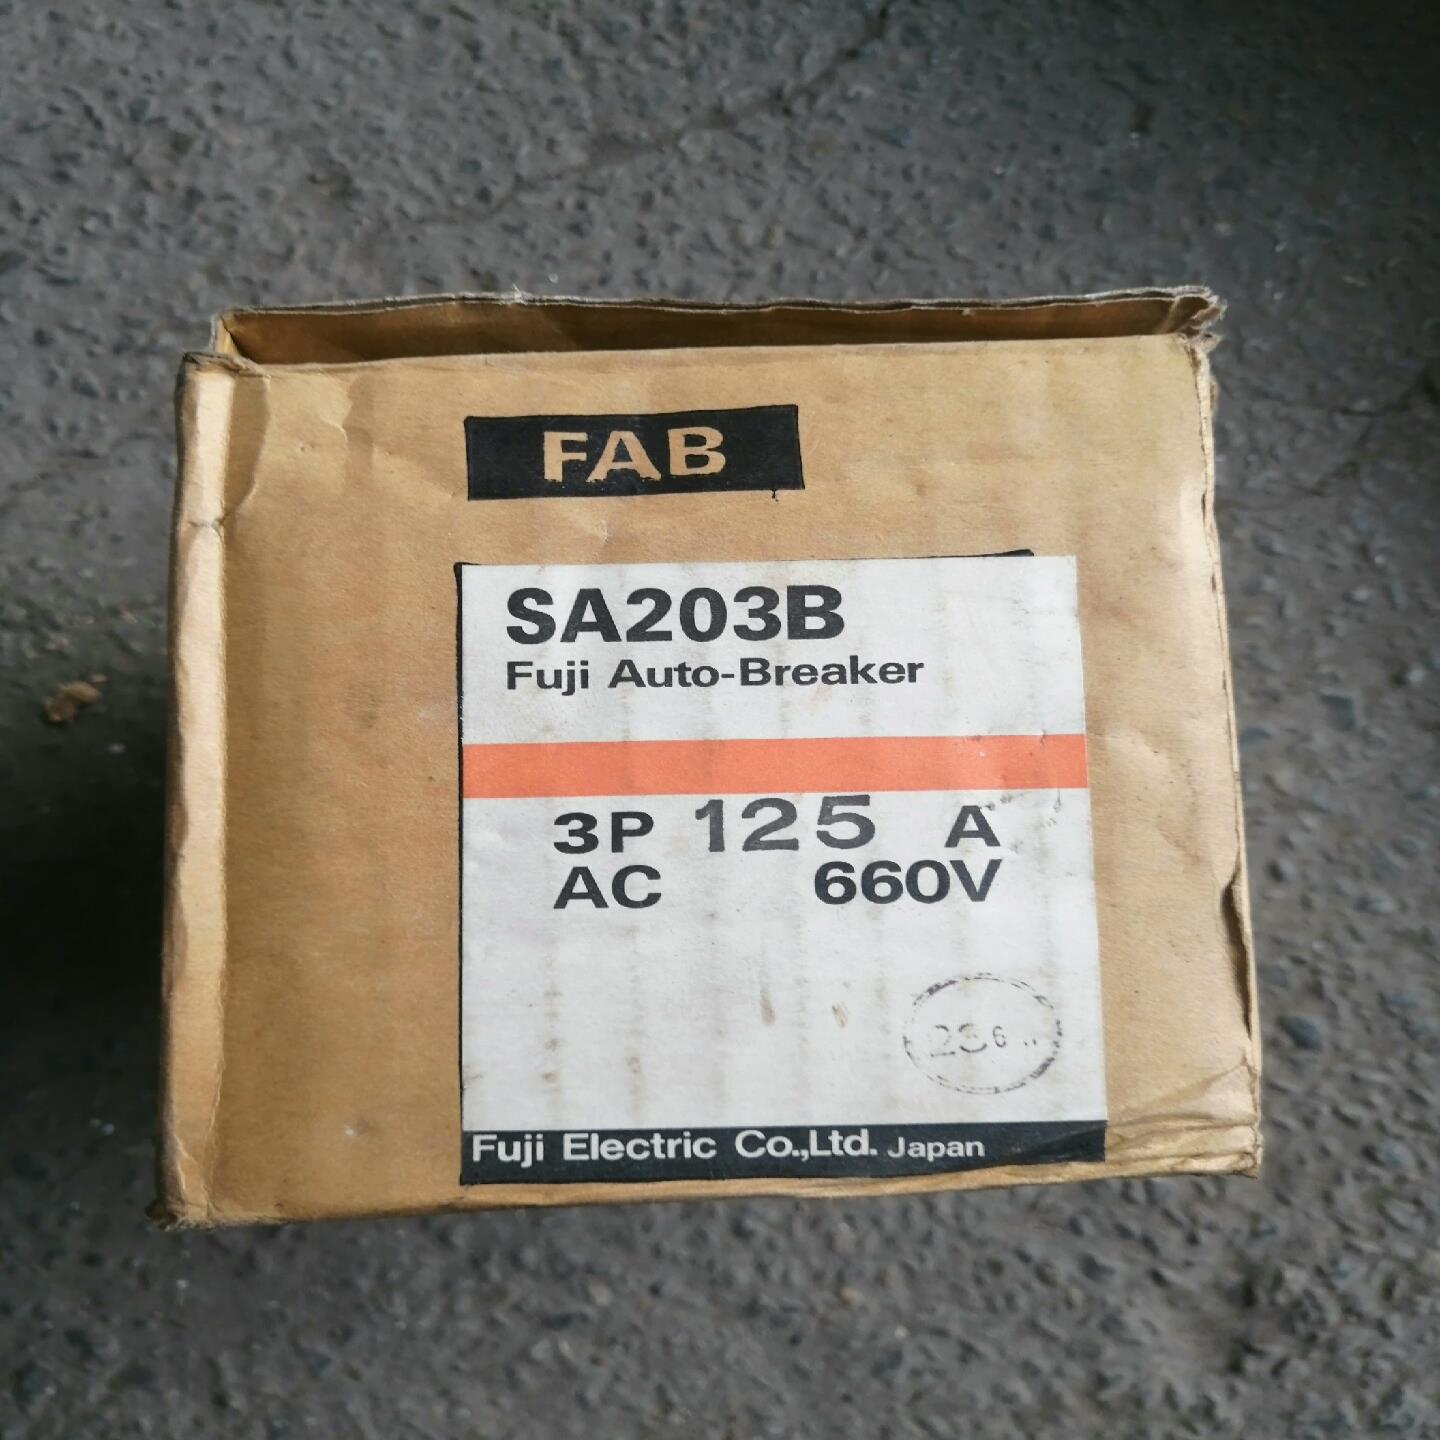 FAB
SA203B
Fuji Auto-Breaker
3P 125 A
AC 660V
Fuji Electric Co.,Ltd. Japan